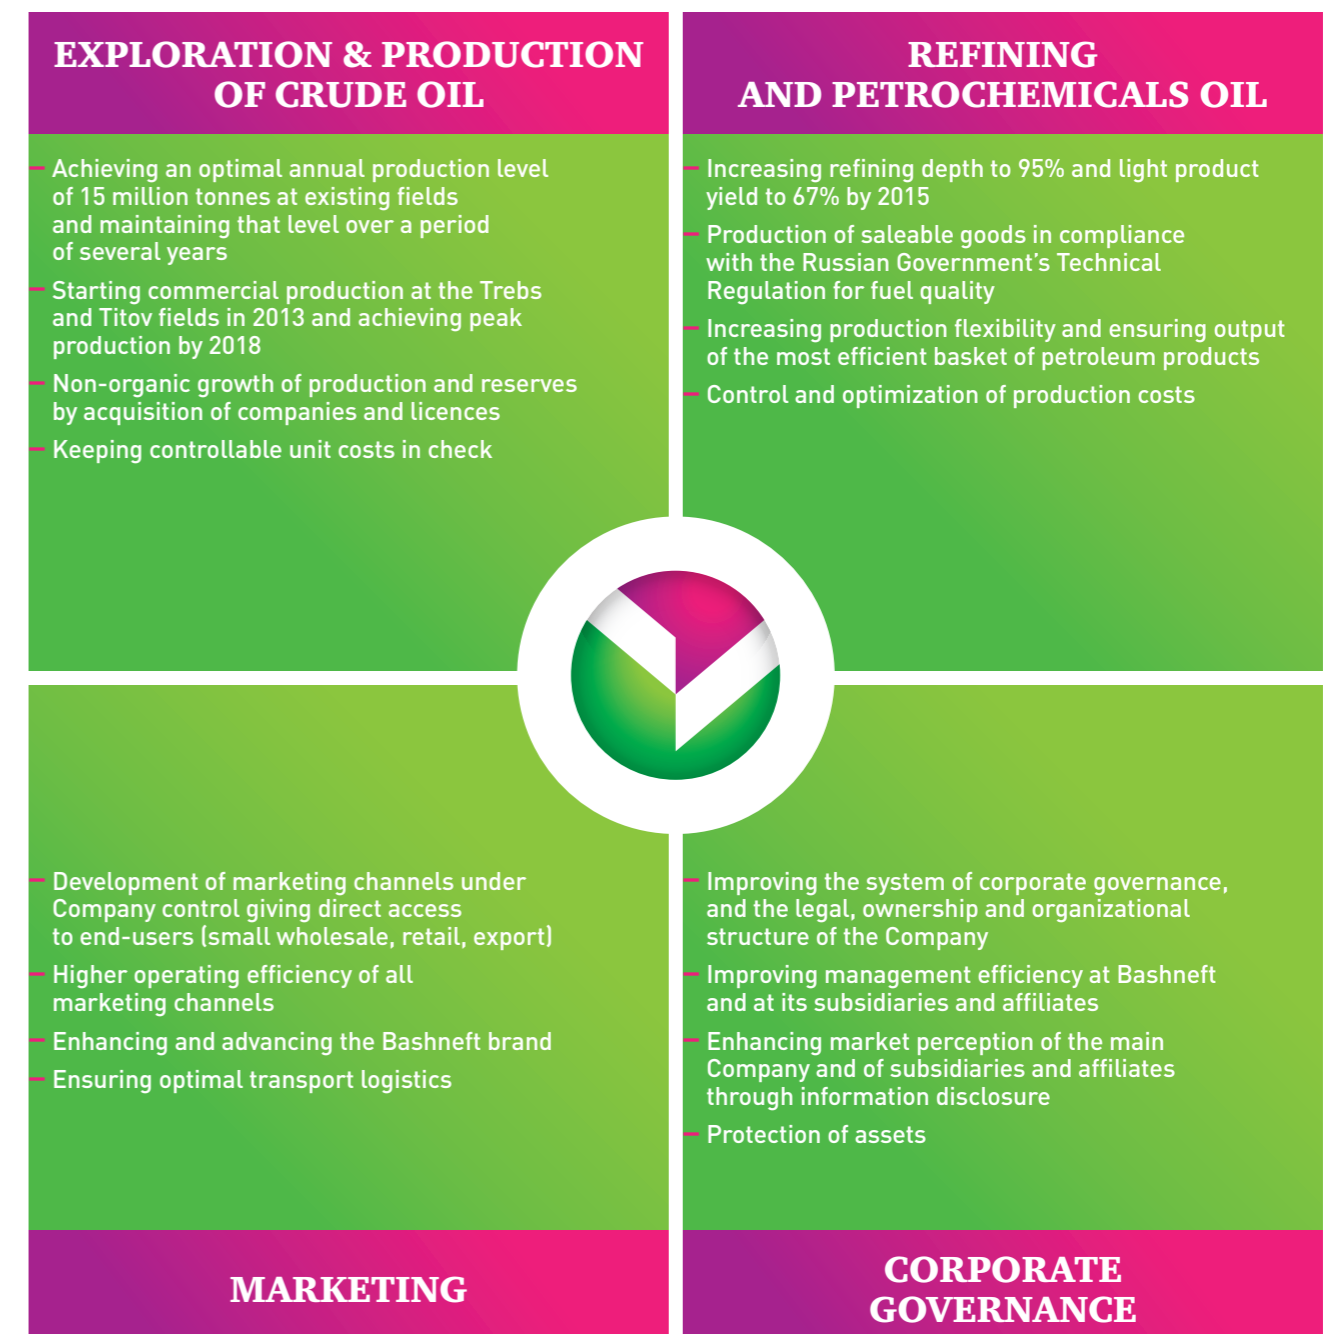 EXPLORATION & PRODUCTION
OF CRUDE OIL
– Achieving an optimal annual production level
of 15 million tonnes at existing fields
and maintaining that level over a period
of several years
– Starting commercial production at the Trebs
and Titov fields in 2013 and achieving peak
production by 2018
– Non-organic growth of production and reserves
by acquisition of companies and licences
– Keeping controllable unit costs in check
REFINING
AND PETROCHEMICALS OIL
– Increasing refining depth to 95% and light product
yield to 67% by 2015
– Production of saleable goods in compliance
with the Russian Government’s Technical
Regulation for fuel quality
– Increasing production flexibility and ensuring output
of the most efficient basket of petroleum products
– Control and optimization of production costs
– Development of marketing channels under
Company control giving direct access
to end-users (small wholesale, retail, export)
– Higher operating efficiency of all
marketing channels
– Enhancing and advancing the Bashneft brand
– Ensuring optimal transport logistics
MARKETING
– Improving the system of corporate governance,
and the legal, ownership and organizational
structure of the Company
– Improving management efficiency at Bashneft
and at its subsidiaries and affiliates
– Enhancing market perception of the main
Company and of subsidiaries and affiliates
through information disclosure
– Protection of assets
CORPORATE
GOVERNANCE